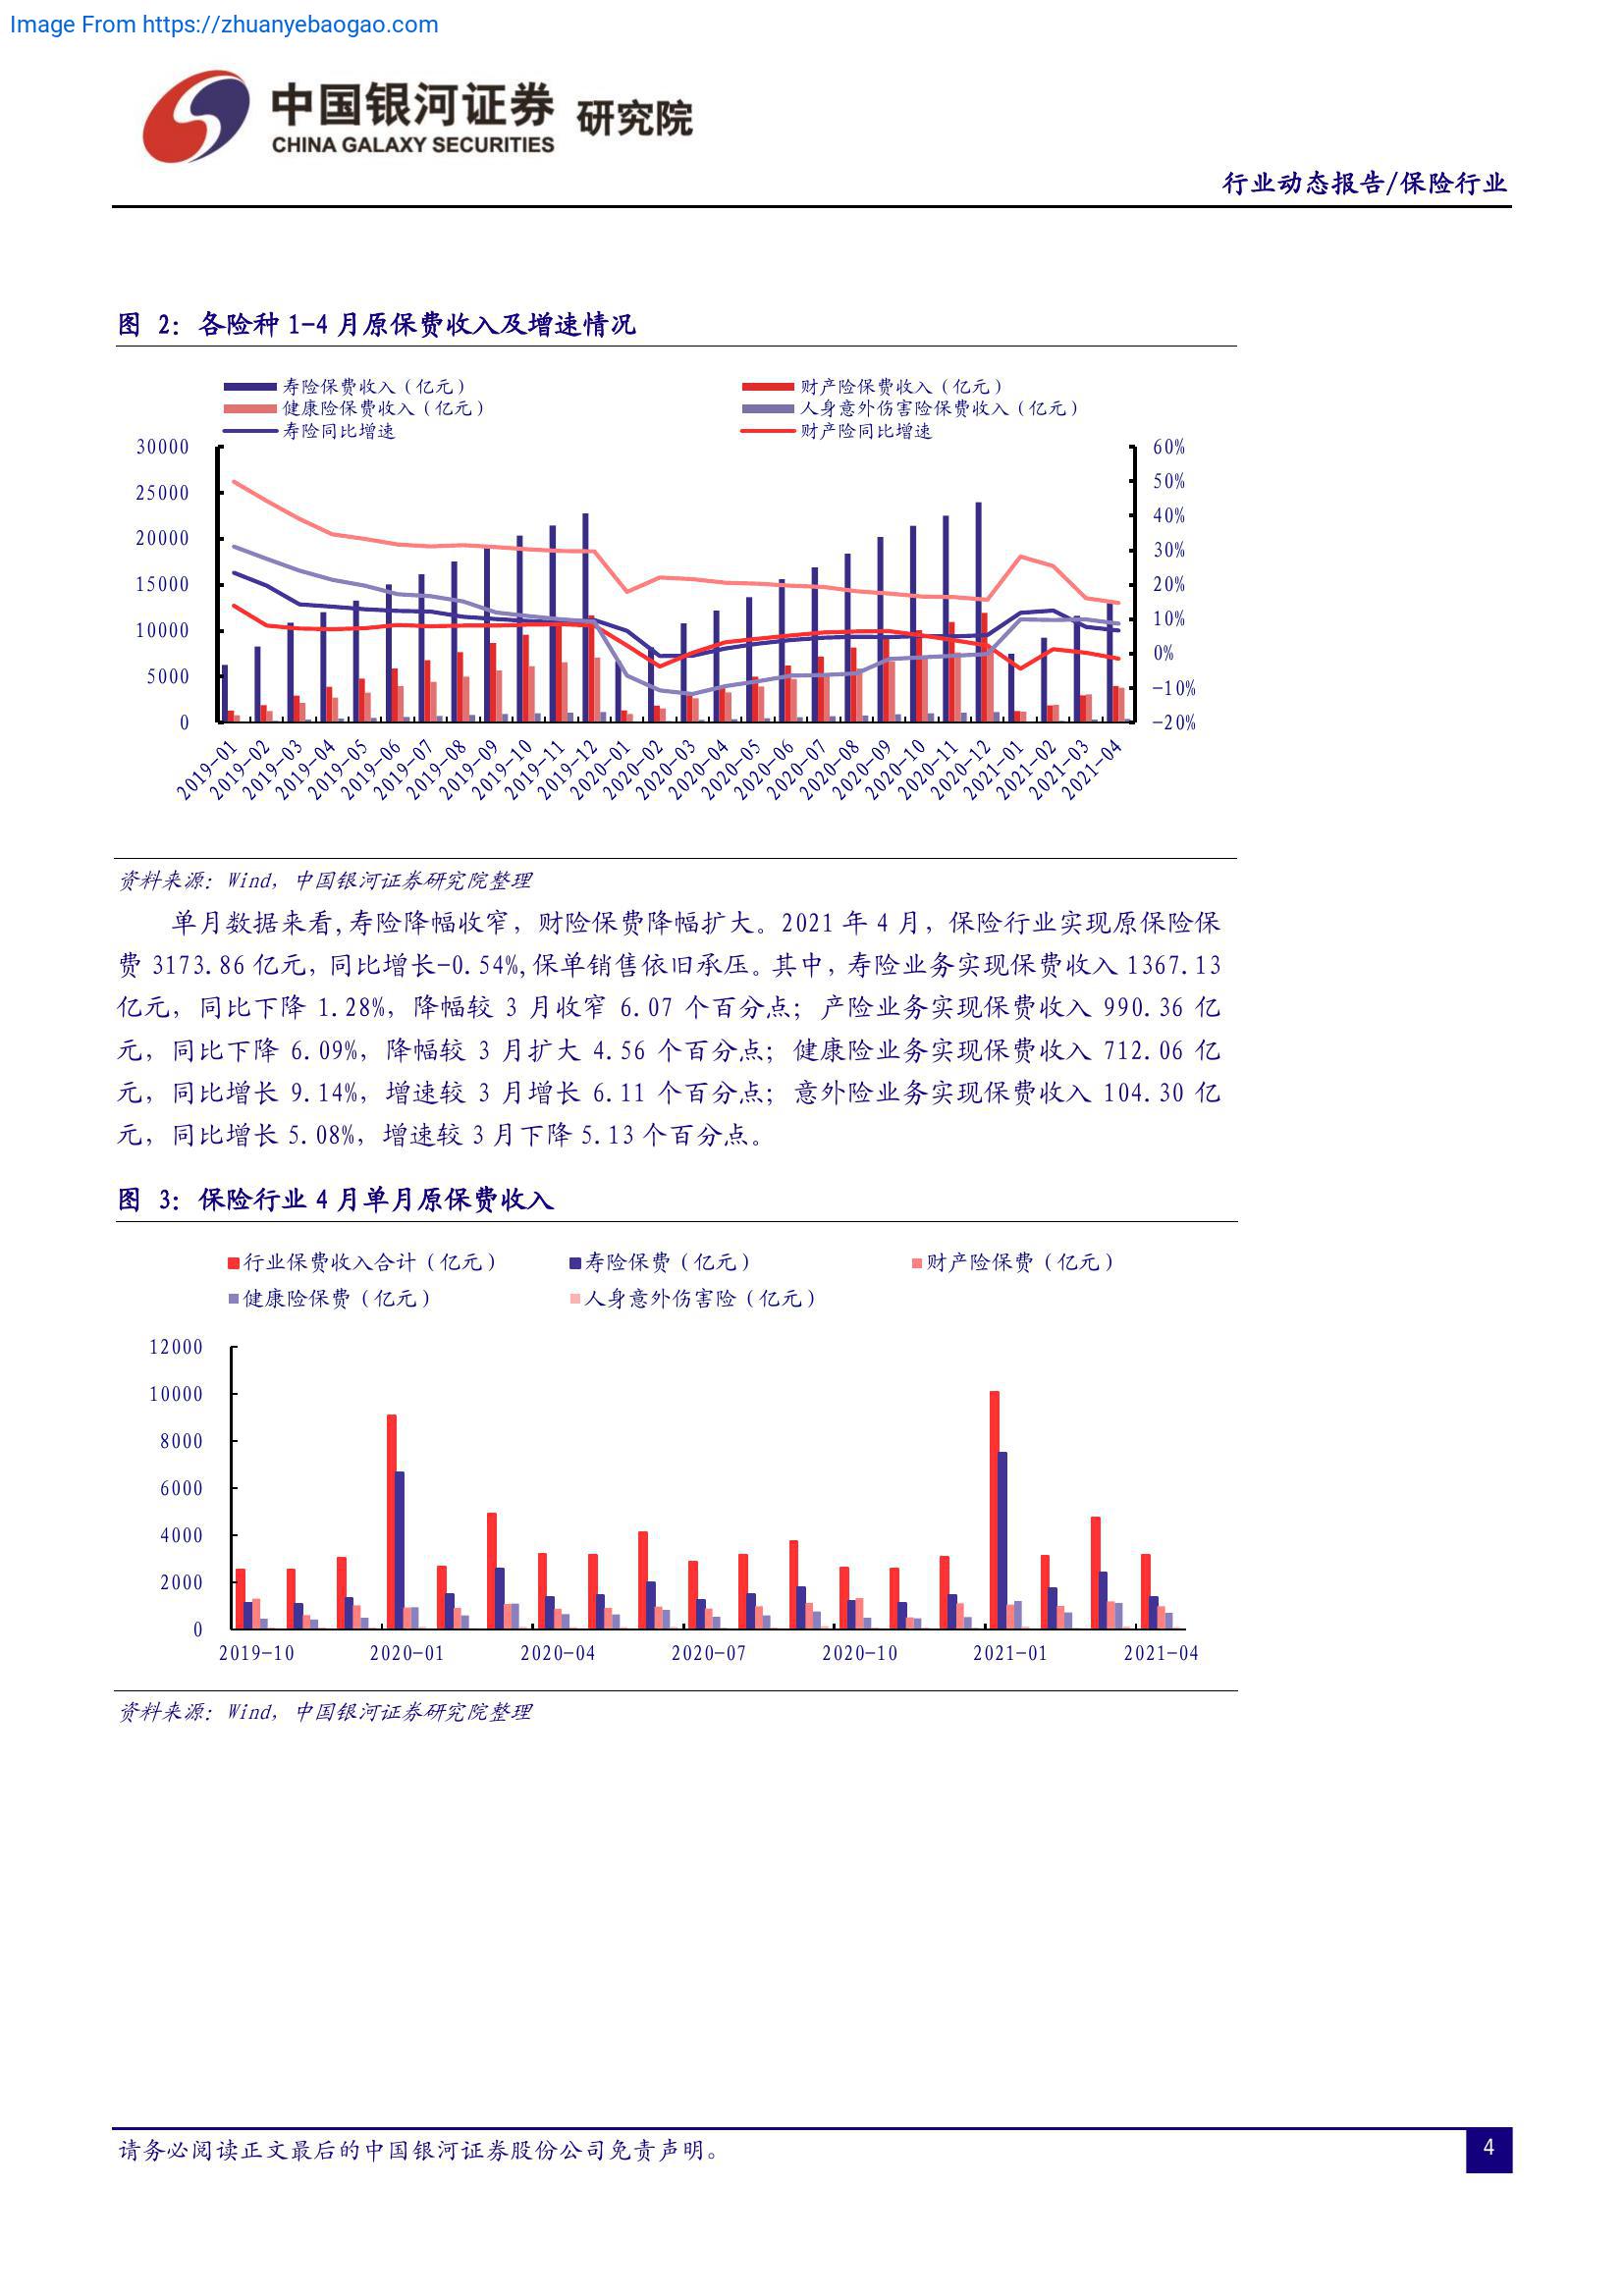 Image From https://zhuanyebaogao.com
中国银河证券 研究院
CHINA GALAXY SECURITIES
行业动态报告/保险行业
图 2：各险种 1-4 月原保费收入及增速情况
寿险保费收入（亿元） 财产险保费收入（亿元）
健康险保费收入（亿元） 人身意外伤害险保费收入（亿元）
寿险同比增速 财产险同比增速
30000 60%
25000 50%
40%
20000
30%
15000 20%
10000 10%
0%
5000
-10%
0 -20%
2019-01 2019-02 2019-03 2019-04 2019-05 2019-06 2019-07 2019-08 2019-09 2019-10 2019-11 2019-12 2020-01 2020-02 2020-03 2020-04 2020-05 2020-06 2020-07 2020-08 2020-09 2020-10 2020-11 2020-12 2021-01 2021-02 2021-03 2021-04
资料来源：Wind，中国银河证券研究院整理
单月数据来看,寿险降幅收窄，财险保费降幅扩大。2021 年 4 月，保险行业实现原保险保
费 3173.86 亿元，同比增长-0.54%,保单销售依旧承压。其中，寿险业务实现保费收入 1367.13
亿元，同比下降 1.28%，降幅较 3 月收窄 6.07 个百分点；产险业务实现保费收入 990.36 亿
元，同比下降 6.09%，降幅较 3 月扩大 4.56 个百分点；健康险业务实现保费收入 712.06 亿
元，同比增长 9.14%，增速较 3 月增长 6.11 个百分点；意外险业务实现保费收入 104.30 亿
元，同比增长 5.08%，增速较 3 月下降 5.13 个百分点。
图 3：保险行业 4 月单月原保费收入
行业保费收入合计（亿元） 寿险保费（亿元） 财产险保费（亿元）
健康险保费（亿元） 人身意外伤害险（亿元）
12000
10000
8000
6000
4000
2000
0
2019-10 2020-01 2020-04 2020-07 2020-10 2021-01 2021-04
资料来源：Wind，中国银河证券研究院整理
请务必阅读正文最后的中国银河证券股份公司免责声明。
4